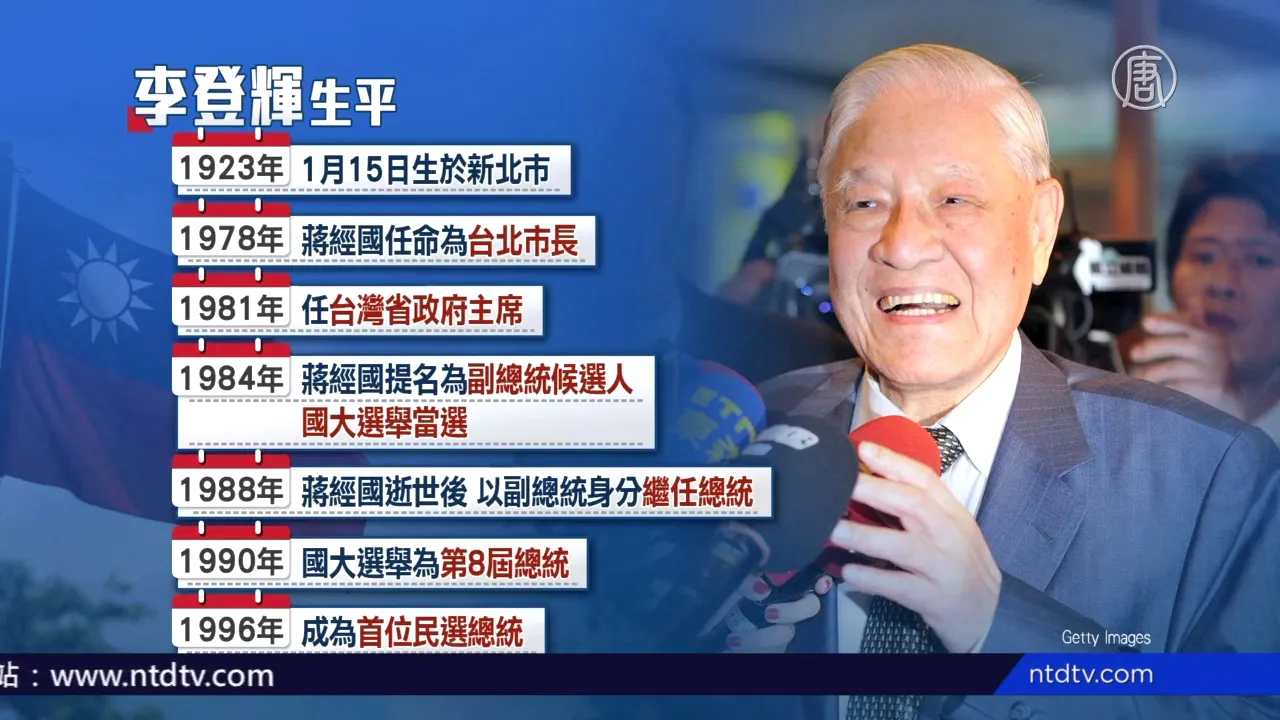 李登輝生平
唐
1923年 1月15日生於新北市
1978年 蔣經國任命為台北市長
1981年 任台灣省政府主席
1984年 蔣經國提名為副總統候選人
國大選舉當選
1988年 蔣經國逝世後 以副總統身分繼任總統
1990年 國大選舉為第8屆總統
1996年 成為首位民選總統
Getty Images
站：www.ntdtv.com
ntdtv.com